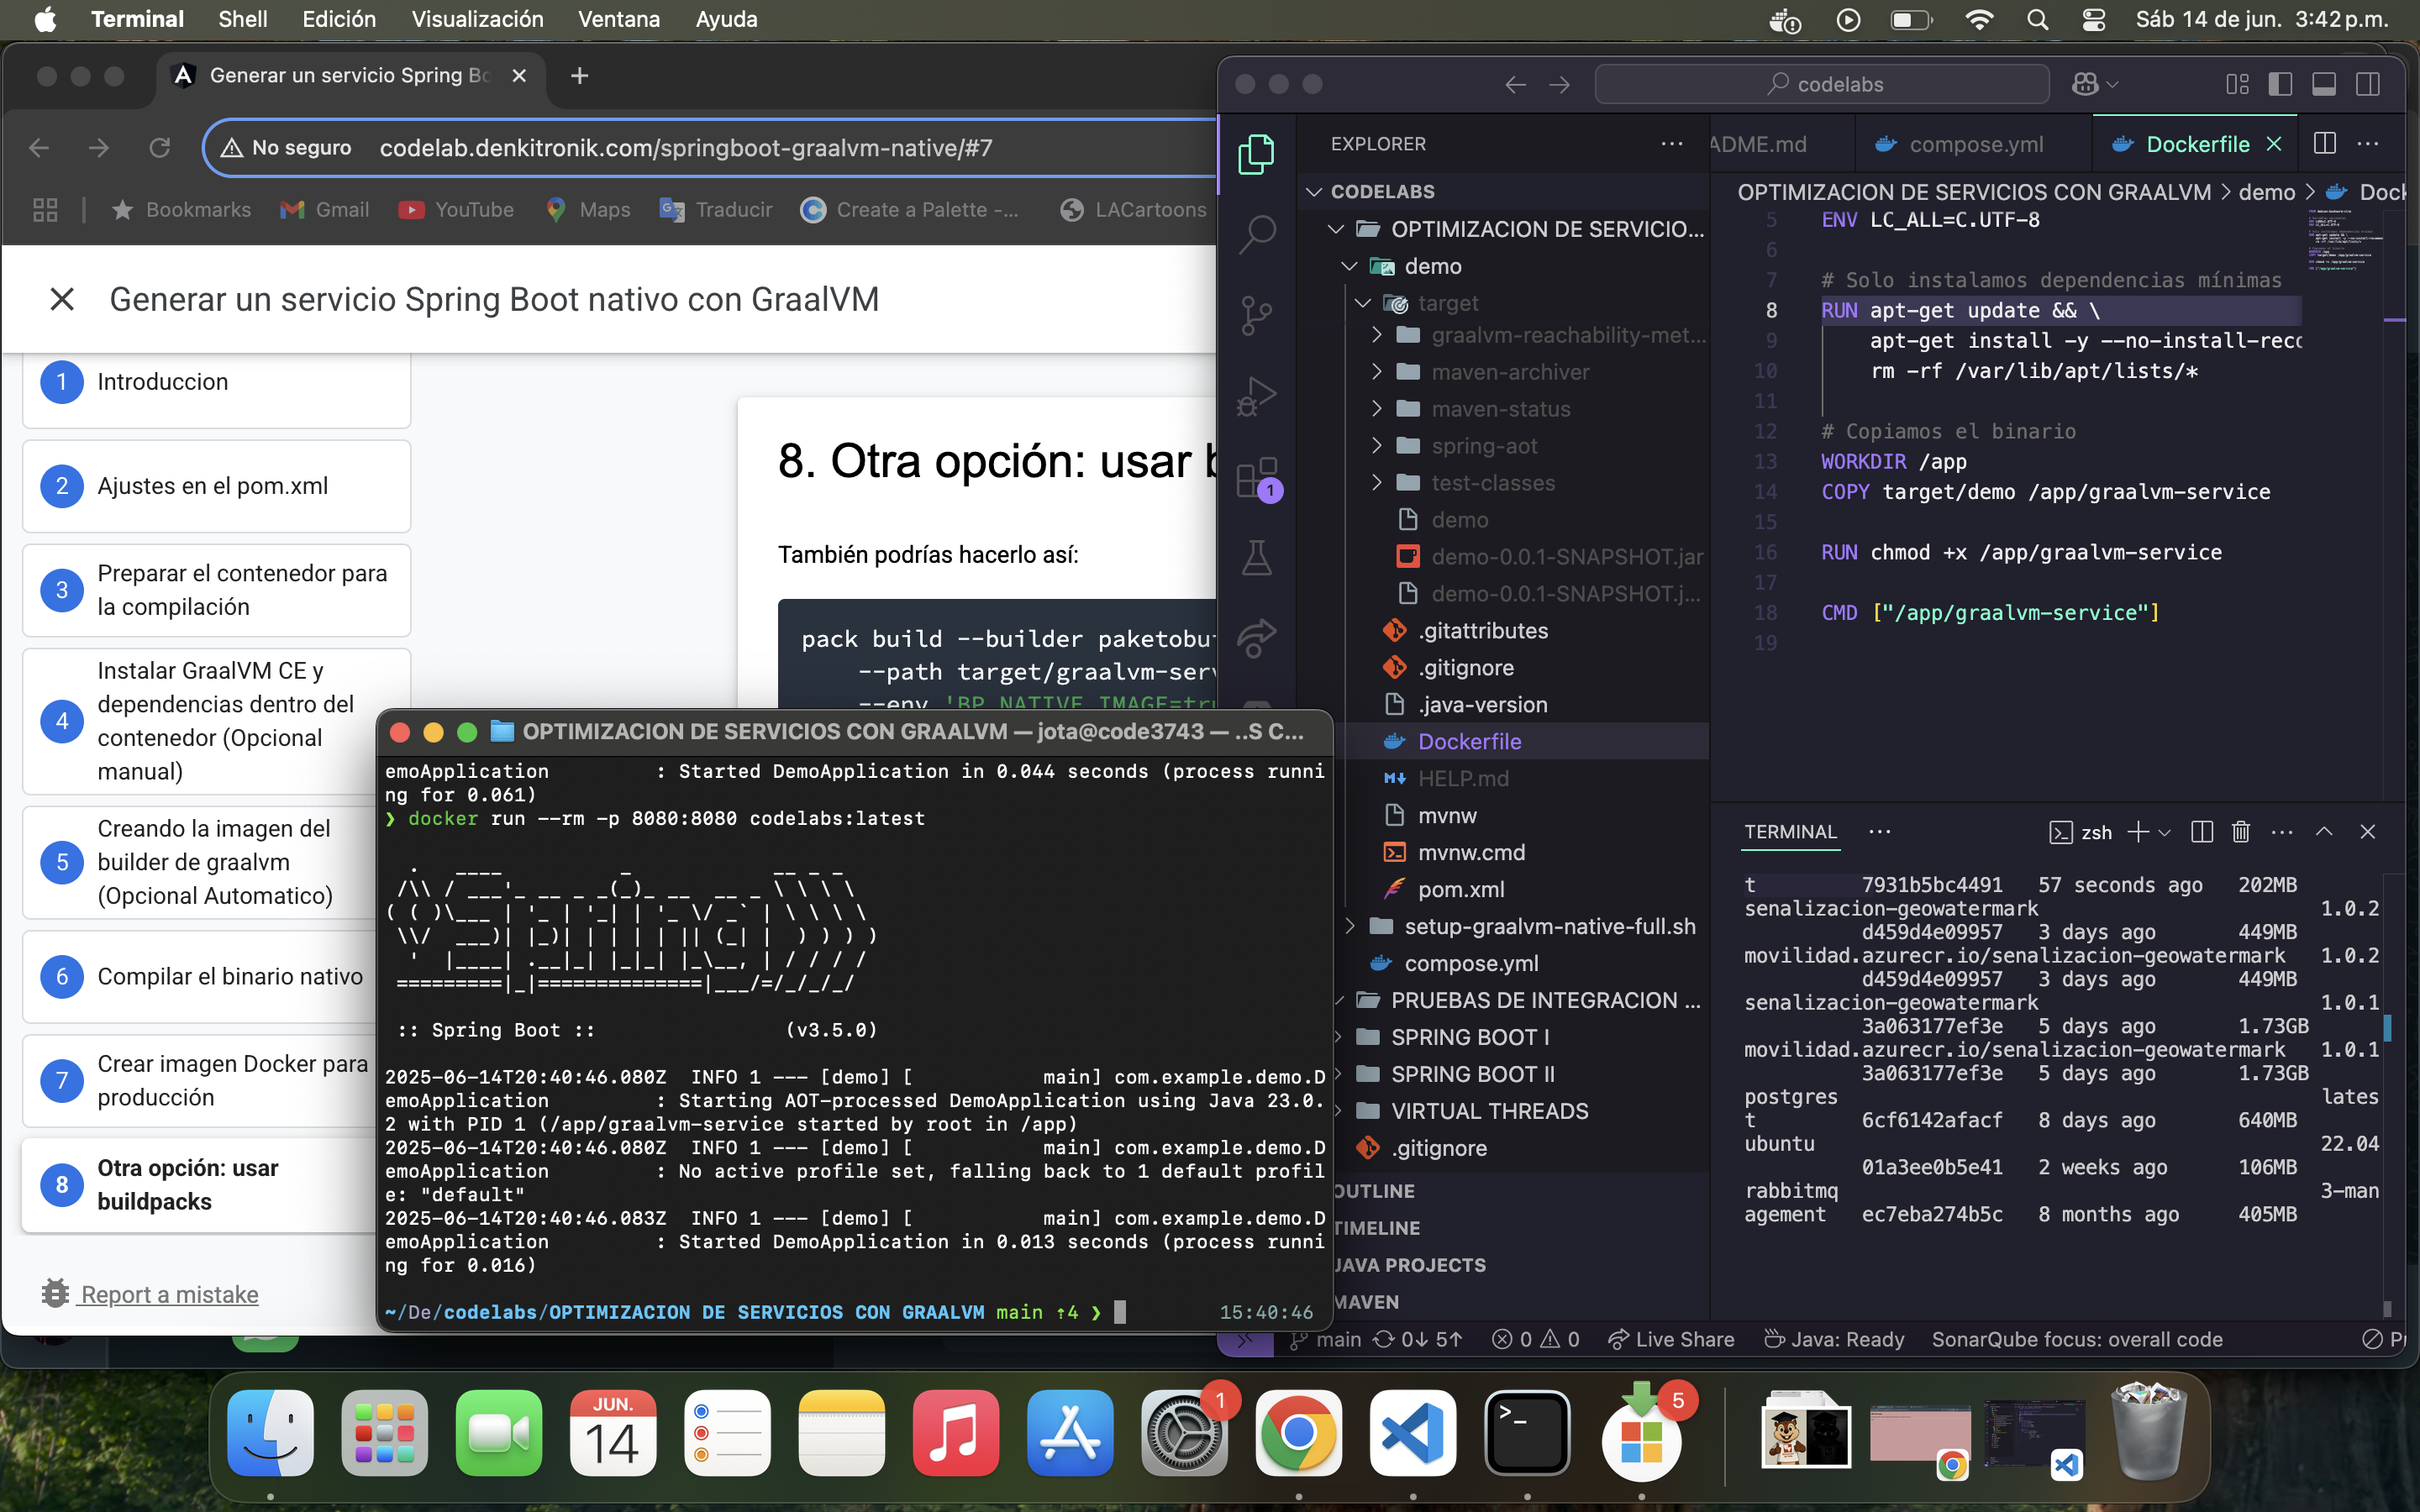 Terminal Shell Edición Visualización Ventana Ayuda
Sáb 14 de jun. 3:42 p.m.
Generar un servicio Spring Bo
No seguro codelab.denkitronik.com/springboot-graalvm-native/#7
Bookmarks Gmail YouTube Maps Traducir Create a Palette -... LACartoons
Generar un servicio Spring Boot nativo con GraalVM
1 Introduccion
2 Ajustes en el pom.xml
3 Preparar el contenedor para
la compilación
4 Instalar GraalVM CE y
dependencias dentro del
contenedor (Opcional
manual)
5 Creando la imagen del
builder de graalvm
(Opcional Automatico)
6 Compilar el binario nativo
7 Crear imagen Docker para
producción
8 Otra opción: usar
buildpacks
Report a mistake
8. Otra opción: usar b
También podrías hacerlo así:
pack build --builder paketobu
--path target/graalvm-serv
--env 'BP_NATIVE_IMAGE=tru
OPTIMIZACION DE SERVICIOS CON GRAALVM — jota@code3743 — ..S C...
emoApplication : Started DemoApplication in 0.044 seconds (process runni
ng for 0.061)
❯ docker run --rm -p 8080:8080 codelabs:latest
:: Spring Boot :: (v3.5.0)
2025-06-14T20:40:46.080Z INFO 1 --- [demo] [ main] com.example.demo.D
emoApplication : Starting AOT-processed DemoApplication using Java 23.0.
2 with PID 1 (/app/graalvm-service started by root in /app)
2025-06-14T20:40:46.080Z INFO 1 --- [demo] [ main] com.example.demo.D
emoApplication : No active profile set, falling back to 1 default profil
e: "default"
2025-06-14T20:40:46.083Z INFO 1 --- [demo] [ main] com.example.demo.D
emoApplication : Started DemoApplication in 0.013 seconds (process runni
ng for 0.016)
~/De/codelabs/OPTIMIZACION DE SERVICIOS CON GRAALVM main ⇡4 ❯ 15:40:46
codelabs
EXPLORER
CODELABS
OPTIMIZACION DE SERVICIO...
demo
target
graalvm-reachability-met...
maven-archiver
maven-status
spring-aot
test-classes
demo
demo-0.0.1-SNAPSHOT.jar
demo-0.0.1-SNAPSHOT.j...
.gitattributes
.gitignore
.java-version
Dockerfile
HELP.md
mvnw
mvnw.cmd
pom.xml
setup-graalvm-native-full.sh
compose.yml
PRUEBAS DE INTEGRACION ...
SPRING BOOT I
SPRING BOOT II
VIRTUAL THREADS
.gitignore
OUTLINE
TIMELINE
JAVA PROJECTS
MAVEN
1
ADME.md compose.yml Dockerfile
OPTIMIZACION DE SERVICIOS CON GRAALVM > demo > Dock
5 ENV LC_ALL=C.UTF-8
6
7 # Solo instalamos dependencias mínimas
8 RUN apt-get update && \
9 apt-get install -y --no-install-reco
10 rm -rf /var/lib/apt/lists/*
11
12 # Copiamos el binario
13 WORKDIR /app
14 COPY target/demo /app/graalvm-service
15
16 RUN chmod +x /app/graalvm-service
17
18 CMD ["/app/graalvm-service"]
19
TERMINAL
zsh
t 7931b5bc4491 57 seconds ago 202MB
senalizacion-geowatermark 1.0.2
d459d4e09957 3 days ago 449MB
movilidad.azurecr.io/senalizacion-geowatermark 1.0.2
d459d4e09957 3 days ago 449MB
senalizacion-geowatermark 1.0.1
3a063177ef3e 5 days ago 1.73GB
movilidad.azurecr.io/senalizacion-geowatermark 1.0.1
3a063177ef3e 5 days ago 1.73GB
postgres lates
t 6cf6142afacf 8 days ago 640MB
ubuntu 22.04
01a3ee0b5e41 2 weeks ago 106MB
rabbitmq 3-man
agement ec7eba274b5c 8 months ago 405MB
main 0↓ 5↑ 0 0 Live Share Java: Ready SonarQube focus: overall code
JUN.
14
1
5